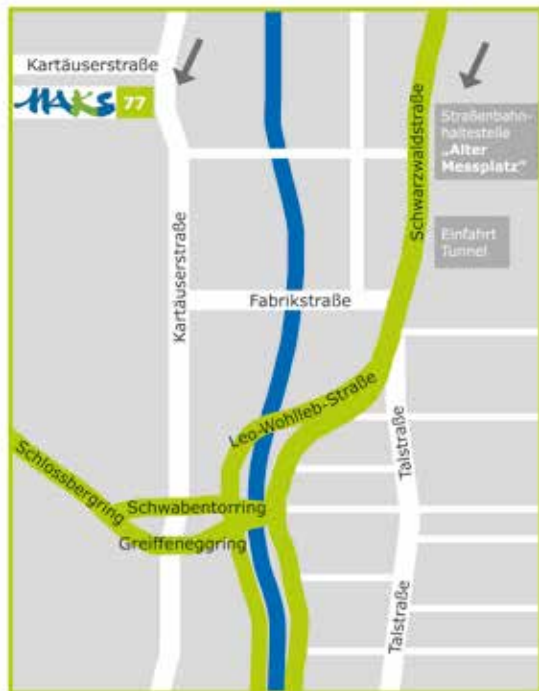 Kartäuserstraße
MAKS 77
Straßenbahn-
haltestelle
„Alter
Messplatz"
Schwarzwaldstraße
Einfahrt
Tunnel
Kartäuserstraße
Fabrikstraße
Leo-Wohlleb-Straße
Talstraße
Schlossbergring
Schwabentorring
Greiffeneggring
Talstraße